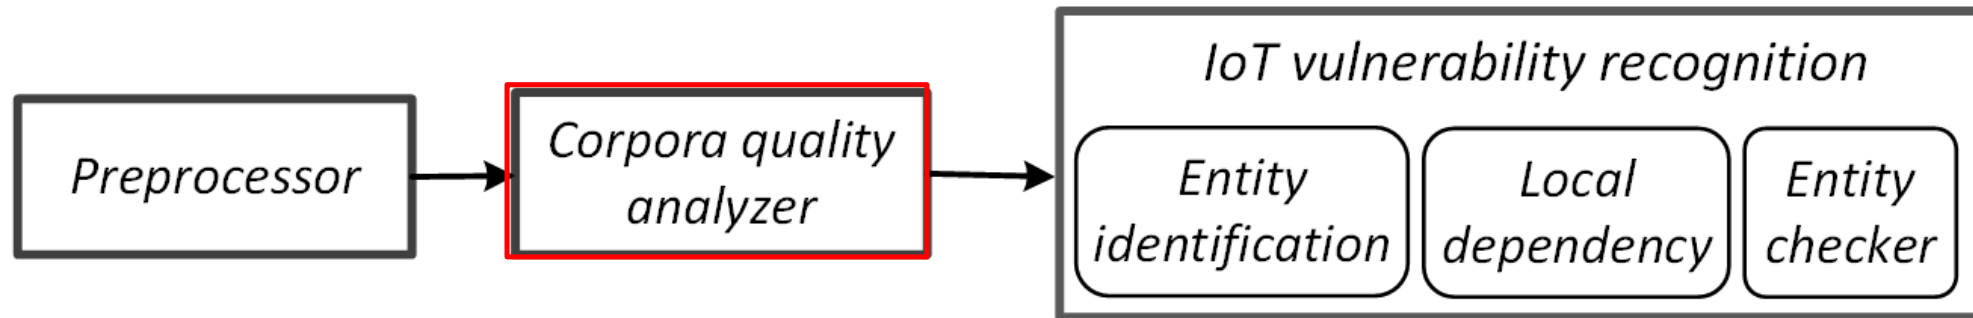 Preprocessor
Corpora quality
analyzer
IoT vulnerability recognition
Entity
identification
Local
dependency
Entity
checker